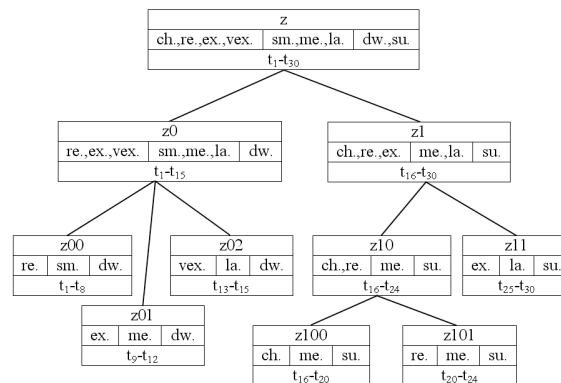 z
ch.,re.,ex.,vex. sm.,me.,la. dw.,su.
t₁-t₃₀
z0
re.,ex.,vex. sm.,me.,la. dw.
t₁-t₁₅
z1
ch.,re.,ex. me.,la. su.
t₁₆-t₃₀
z00
re. sm. dw.
t₁-t₈
z01
ex. me. dw.
t₉-t₁₂
z02
vex. la. dw.
t₁₃-t₁₅
z10
ch.,re. me. su.
t₁₆-t₂₄
z11
ex. la. su.
t₂₅-t₃₀
z100
ch. me. su.
t₁₆-t₂₀
z101
re. me. su.
t₂₀-t₂₄